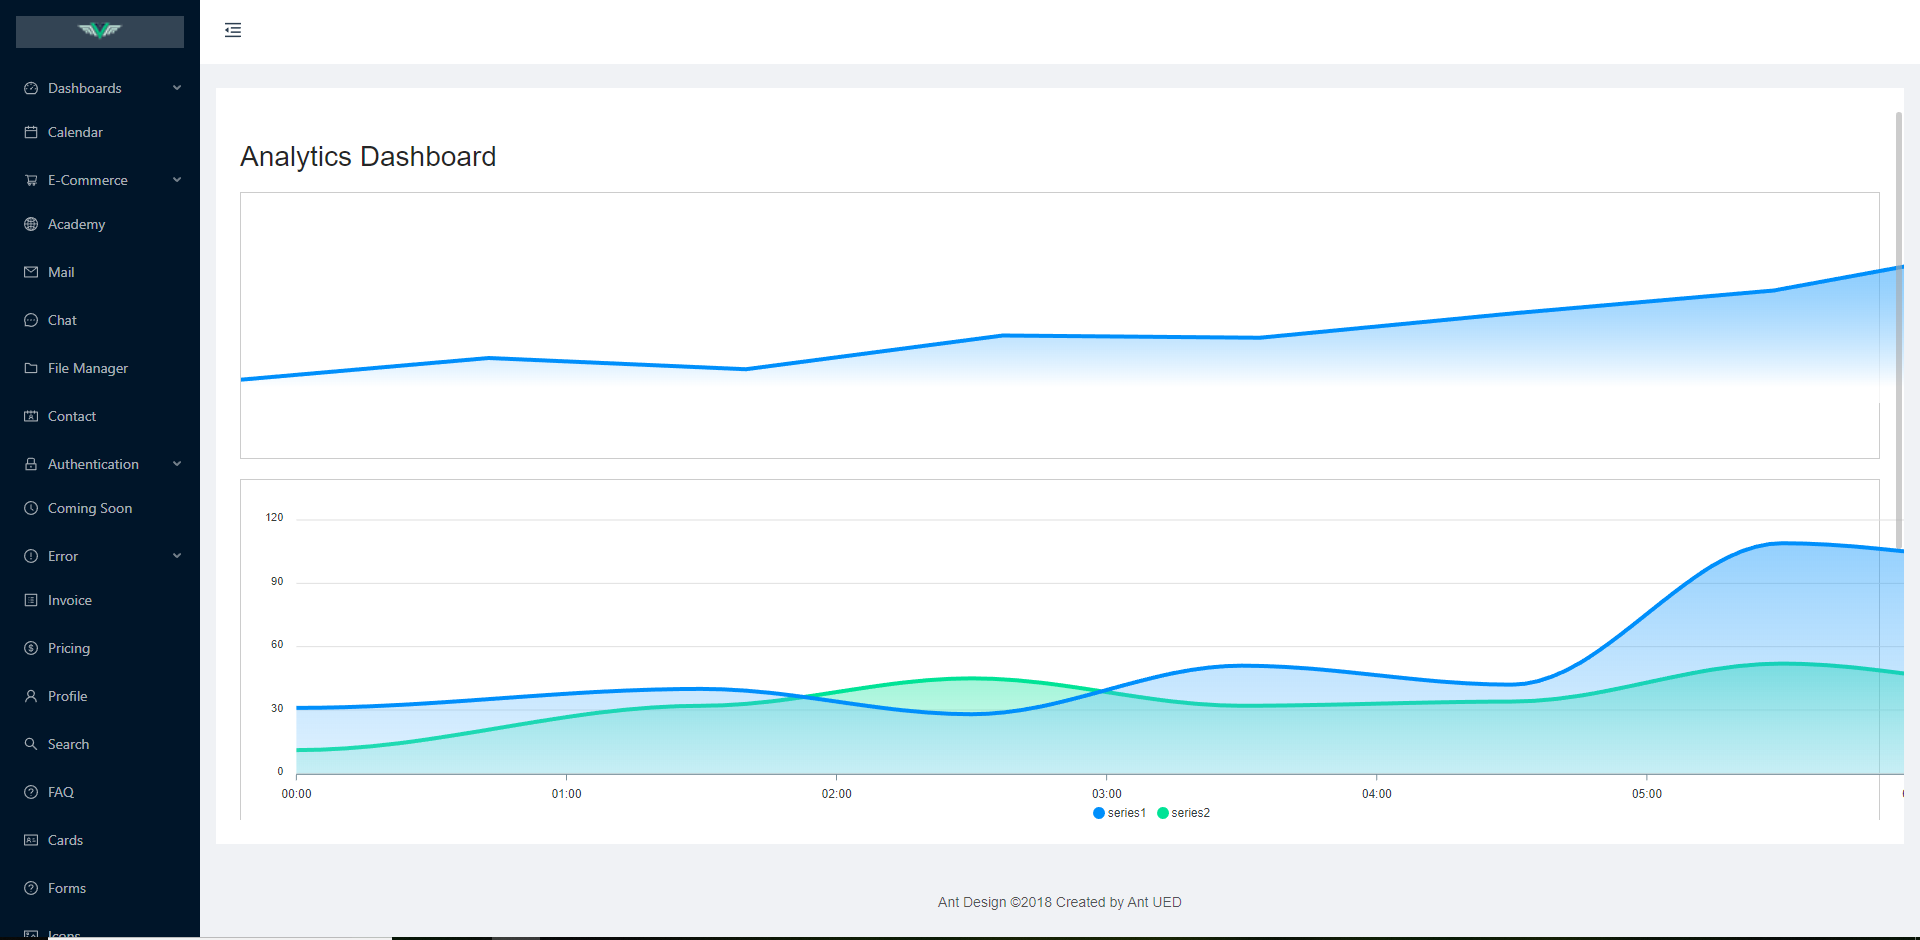 Dashboards
Calendar
E-Commerce
Academy
Mail
Chat
File Manager
Contact
Authentication
Coming Soon
Error
Invoice
Pricing
Profile
Search
FAQ
Cards
Forms
Icons
Analytics Dashboard
120
90
60
30
0
00:00 01:00 02:00 03:00 04:00 05:00
series1 series2
Ant Design ©2018 Created by Ant UED